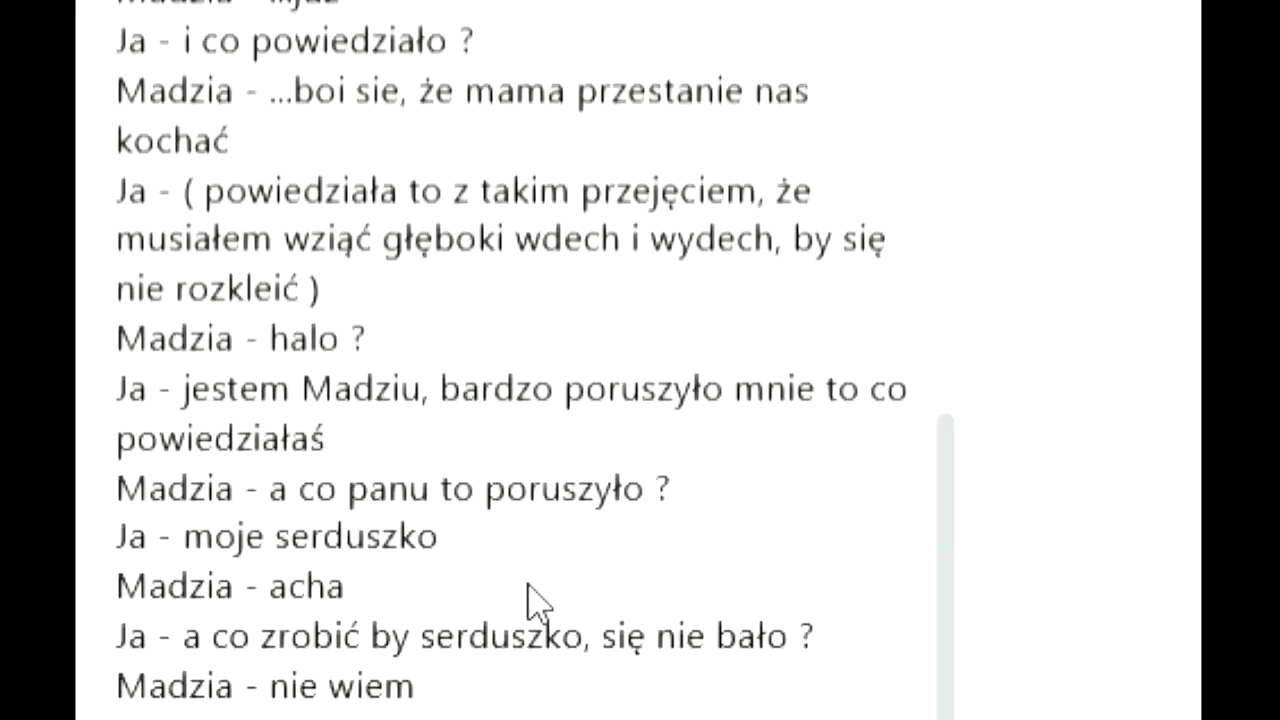 Ja - i co powiedziało ?
Madzia - ...boi sie, że mama przestanie nas
kochać
Ja - ( powiedziała to z takim przejęciem, że
musiałem wziąć głęboki wdech i wydech, by się
nie rozkleić )
Madzia - halo ?
Ja - jestem Madziu, bardzo poruszyło mnie to co
powiedziałaś
Madzia - a co panu to poruszyło ?
Ja - moje serduszko
Madzia - acha
Ja - a co zrobić by serduszko, się nie bało ?
Madzia - nie wiem